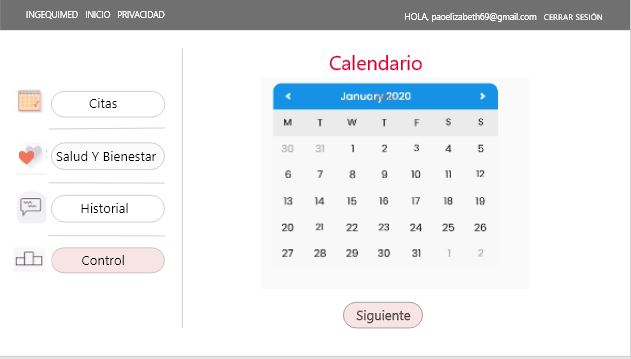 INGEQUIMED INICIO PRIVACIDAD
HOLA, paoelizabeth69@gmail.com CERRAR SESIÓN
Citas
Salud Y Bienestar
Historial
Control
Calendario
< January 2020 >
M T W T F S S
30 31 1 2 3 4 5
6 7 8 9 10 11 12
13 14 15 16 17 18 19
20 21 22 23 24 25 26
27 28 29 30 31 1 2
Siguiente